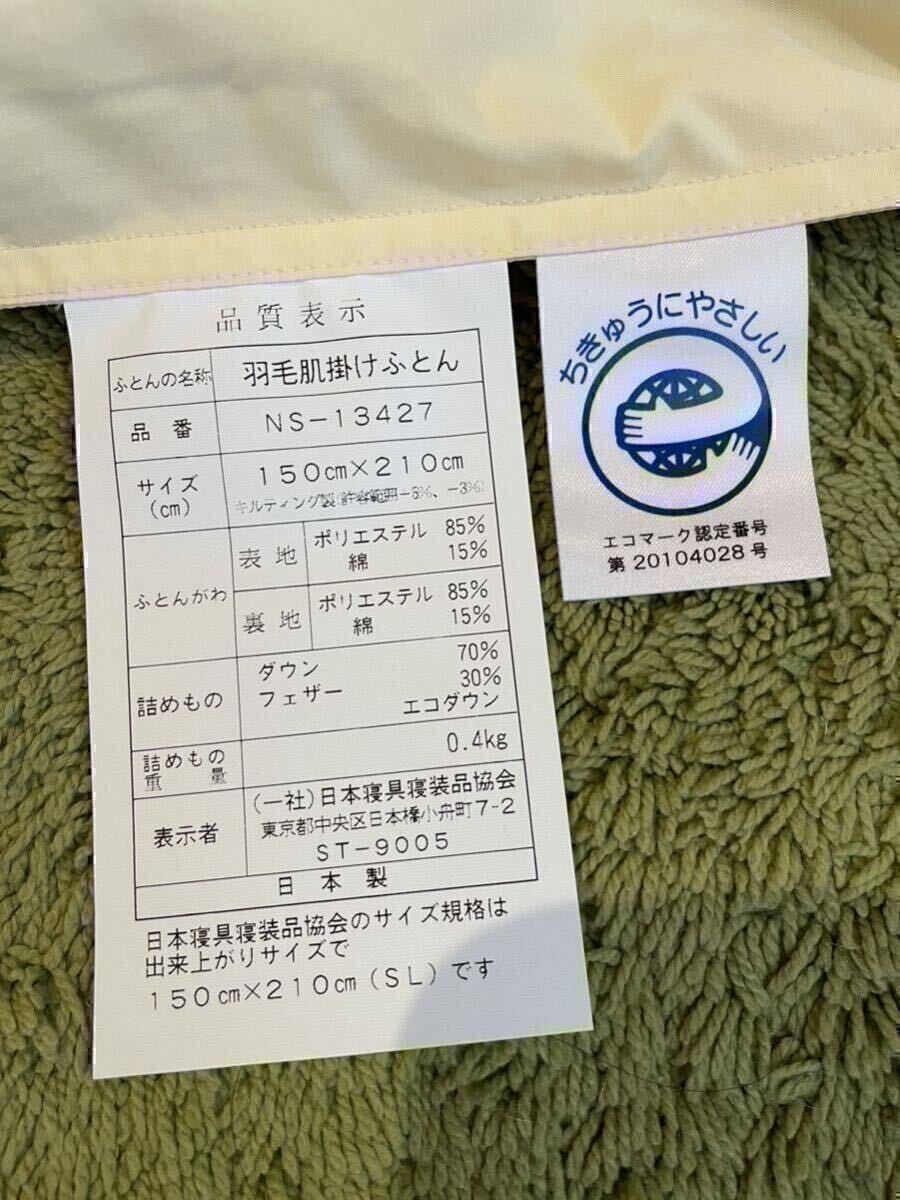 品質表示
ふとんの名称 羽毛肌掛けふとん
品番 NS-13427
サイズ(cm) 150cm×210cm
キルティング製(許容範囲+6%、-3%)
ふとんがわ 表地 ポリエステル 85%
綿 15%
裏地 ポリエステル 85%
綿 15%
詰めもの ダウン 70%
フェザー 30%
エコダウン
詰めもの重量 0.4kg
表示者 (一社)日本寝具寝装品協会
東京都中央区日本橋小舟町7-2
ST-9005
日本製
日本寝具寝装品協会のサイズ規格は
出来上がりサイズで
150cm×210cm(SL)です
ちきゅうにやさしい
エコマーク認定番号
第 20104028 号